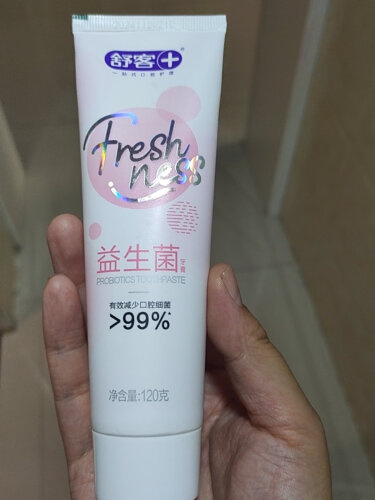 舒客
一站式口腔护理
Fresh
ness
益生菌牙膏
PROBIOTICS TOOTHPASTE
有效减少口腔细菌
>99%*
净含量:120克